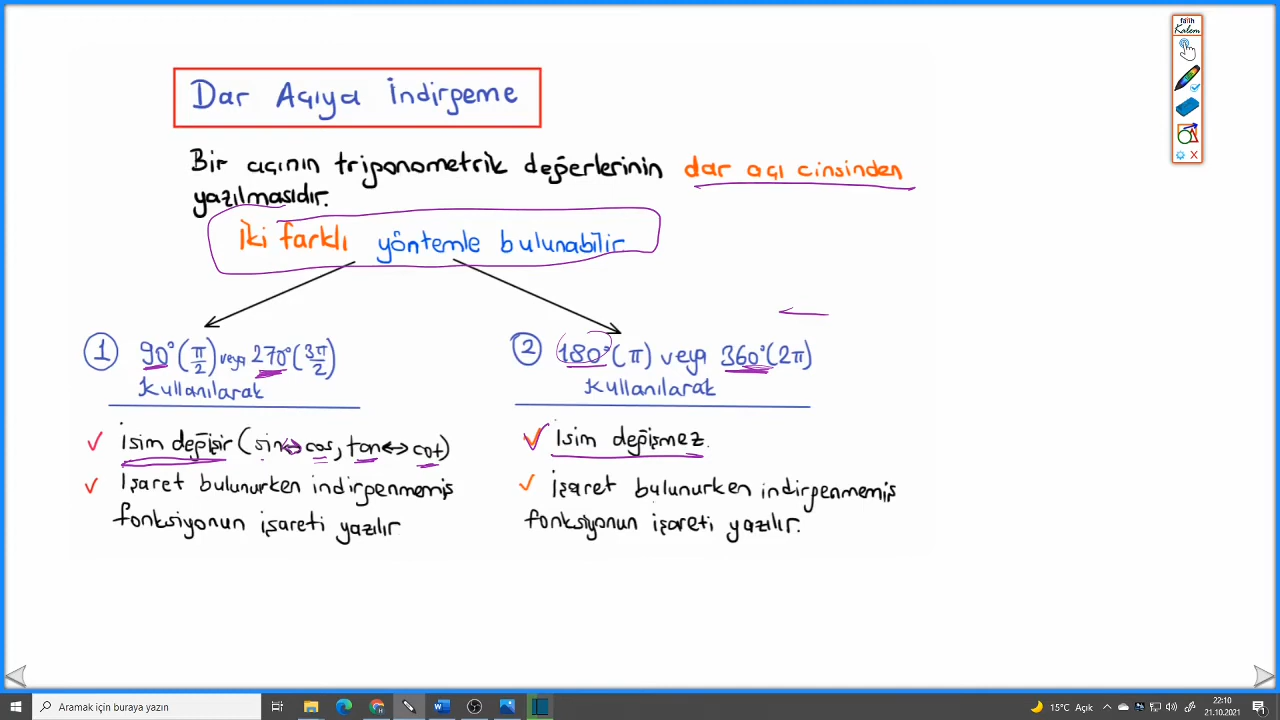 fatih
Kalem
Dar Açıya İndirgeme
Bir açının trigonometrik değerlerinin dar açı cinsinden
yazılmasıdır.
İki farklı yöntemle bulunabilir
1 90°(π/2) veya 270°(3π/2)
kullanılarak
✓ İsim değişir (sin↔cos, tan↔cot)
✓ İşaret bulunurken indirgenmemiş
fonksiyonun işareti yazılır
2 180°(π) veya 360°(2π)
kullanılarak
✓ İsim değişmez.
✓ İşaret bulunurken indirgenmemiş
fonksiyonun işareti yazılır.
Aramak için buraya yazın
15°C Açık
22:10
21.10.2021